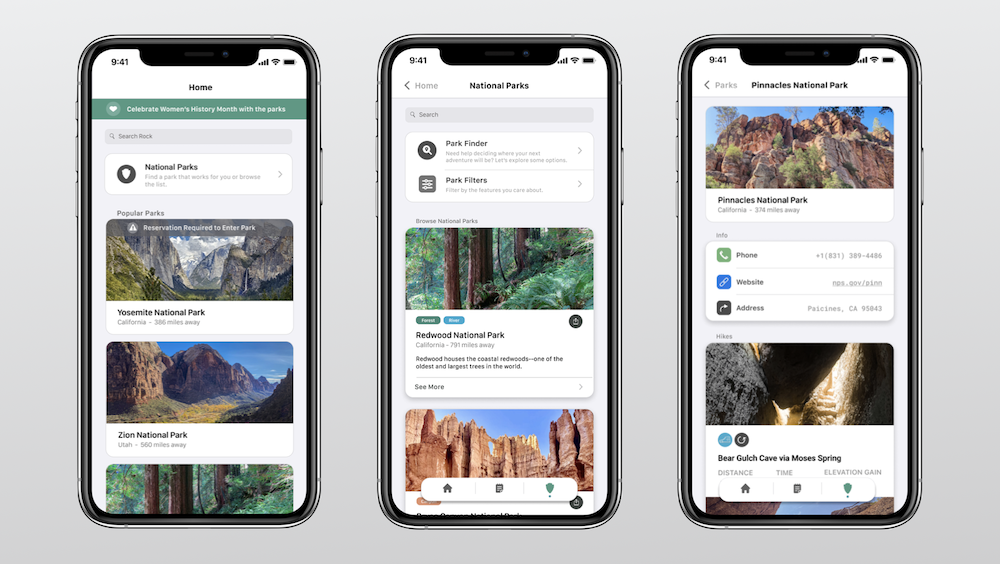 9:41
Home
Celebrate Women's History Month with the parks
Search Rock
National Parks
Find a park that works for you or browse
the list.
Popular Parks
Reservation Required to Enter Park
Yosemite National Park
California - 386 miles away
Zion National Park
Utah - 560 miles away
9:41
Home
National Parks
Search
Park Finder
Need help deciding where your next
adventure will be? Let's explore some options.
Park Filters
Filter by the features you care about.
Browse National Parks
Forest
River
Redwood National Park
California - 791 miles away
Redwood houses the coastal redwoods--one of the
oldest and largest trees in the world.
See More
9:41
Parks
Pinnacles National Park
Pinnacles National Park
California - 374 miles away
Info
Phone
+1(831) 389-4486
Website
nps.gov/pinn
Address
Paicines, CA 95043
Hikes
Bear Gulch Cave via Moses Spring
DISTANCE
TIME
ELEVATION GAIN